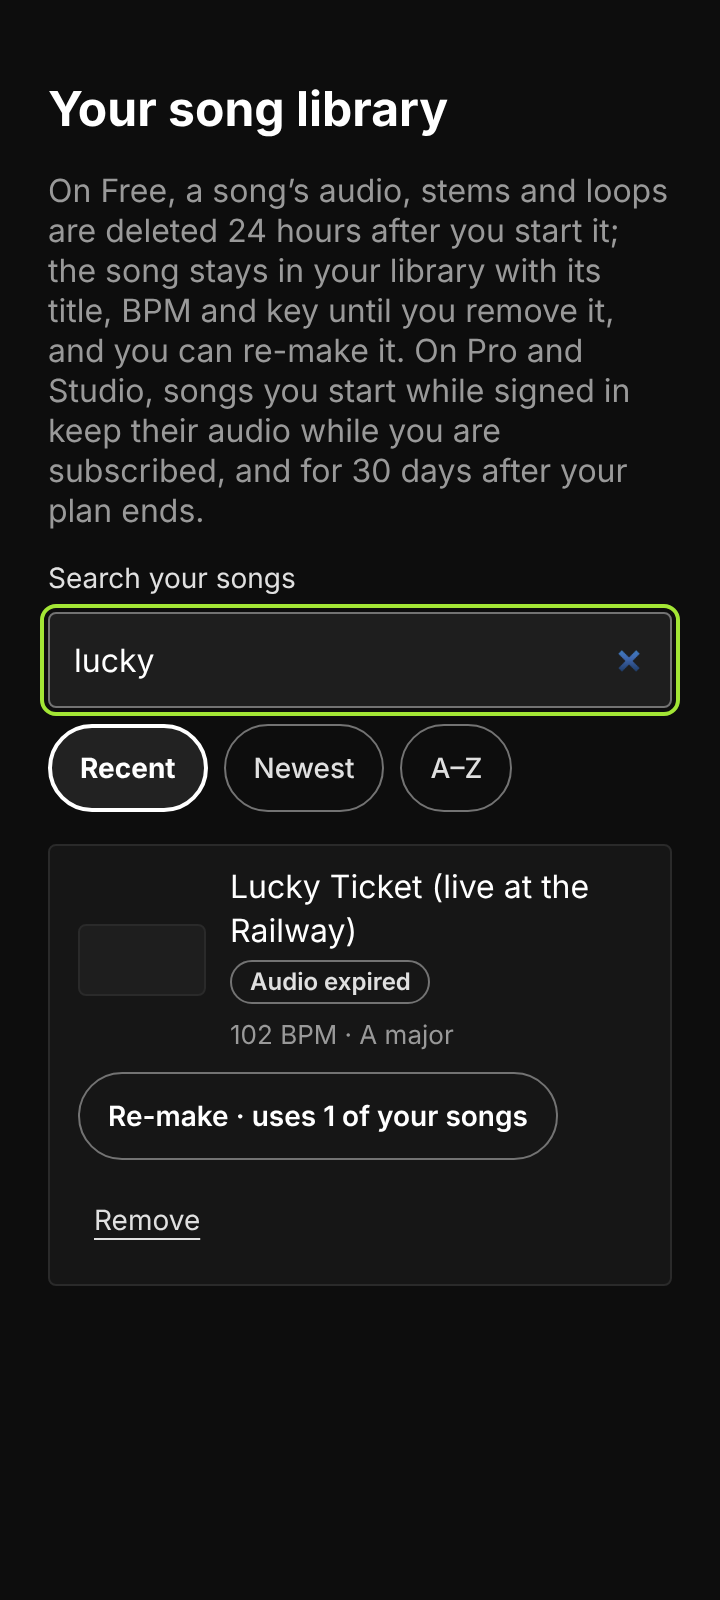 Your song library
On Free, a song’s audio, stems and loops
are deleted 24 hours after you start it;
the song stays in your library with its
title, BPM and key until you remove it,
and you can re-make it. On Pro and
Studio, songs you start while signed in
keep their audio while you are
subscribed, and for 30 days after your
plan ends.
Search your songs
lucky
Recent Newest A–Z
Lucky Ticket (live at the
Railway)
Audio expired
102 BPM · A major
Re-make · uses 1 of your songs
Remove